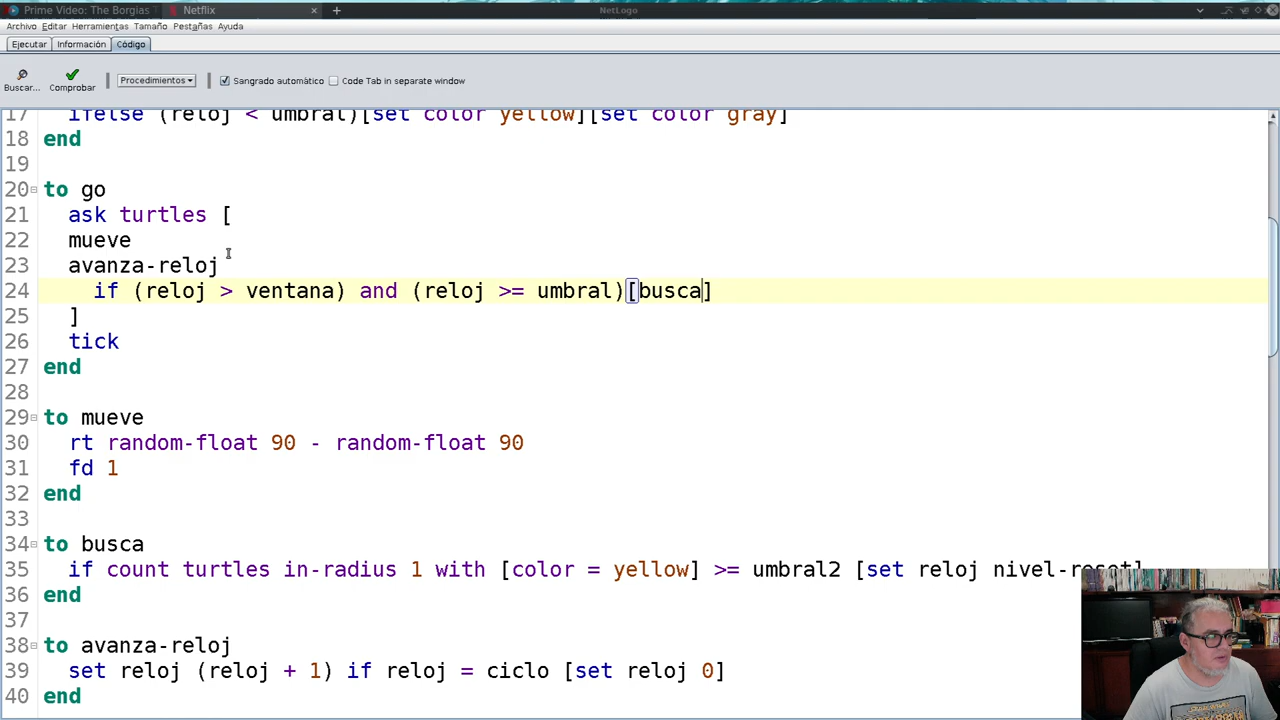 Prime Video: The Borgias
Netflix
NetLogo
Archivo Editar Herramientas Tamaño Pestañas Ayuda
Ejecutar Información Código
Buscar... Comprobar Procedimientos Sangrado automático Code Tab in separate window
17 ifelse (reloj < umbral)[set color yellow][set color gray]
18 end
19
20 to go
21 ask turtles [
22 mueve
23 avanza-reloj
24 if (reloj > ventana) and (reloj >= umbral)[busca]
25 ]
26 tick
27 end
28
29 to mueve
30 rt random-float 90 - random-float 90
31 fd 1
32 end
33
34 to busca
35 if count turtles in-radius 1 with [color = yellow] >= umbral2 [set reloj nivel-reset]
36 end
37
38 to avanza-reloj
39 set reloj (reloj + 1) if reloj = ciclo [set reloj 0]
40 end